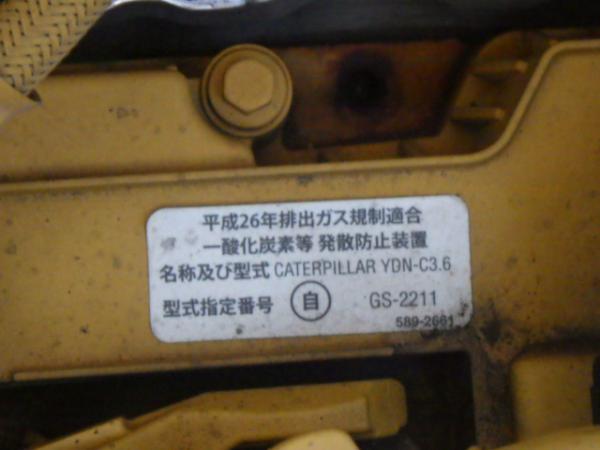 平成26年排出ガス規制適合
一酸化炭素等 発散防止装置
名称及び型式 CATERPILLAR YDN-C3.6
型式指定番号 自 GS-2211
589-2661